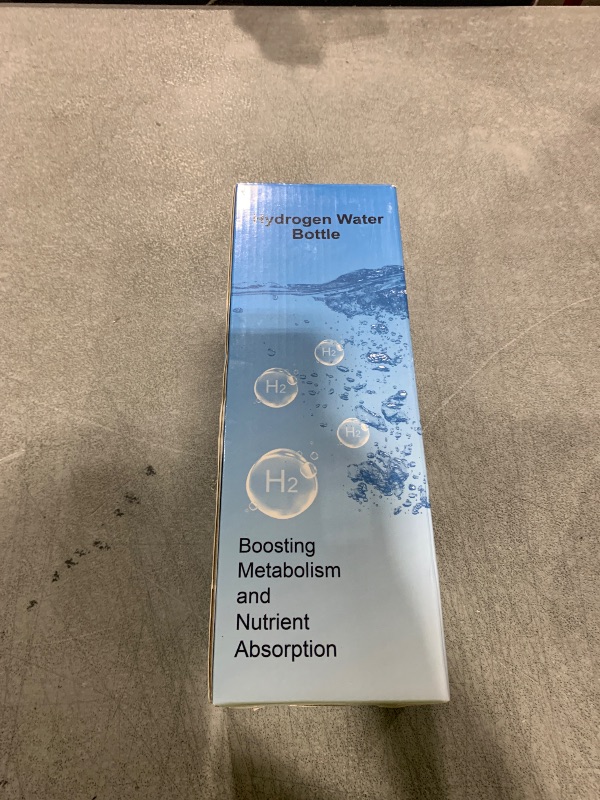 Hydrogen Water
Bottle
H2
H2
H2
H2
Boosting
Metabolism
and
Nutrient
Absorption